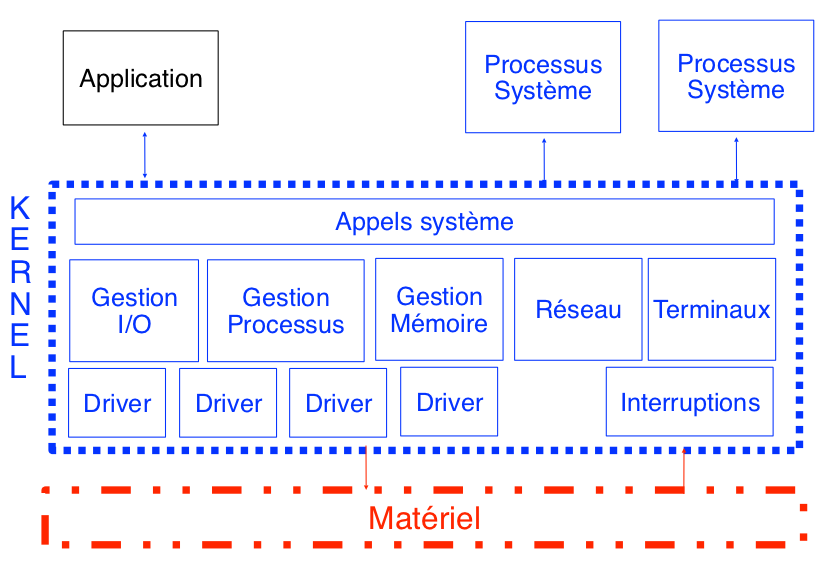 Application
Processus
Système
Processus
Système
KERNEL
Appels système
Gestion
I/O
Gestion
Processus
Gestion
Mémoire
Réseau
Terminaux
Driver
Driver
Driver
Driver
Interruptions
Matériel